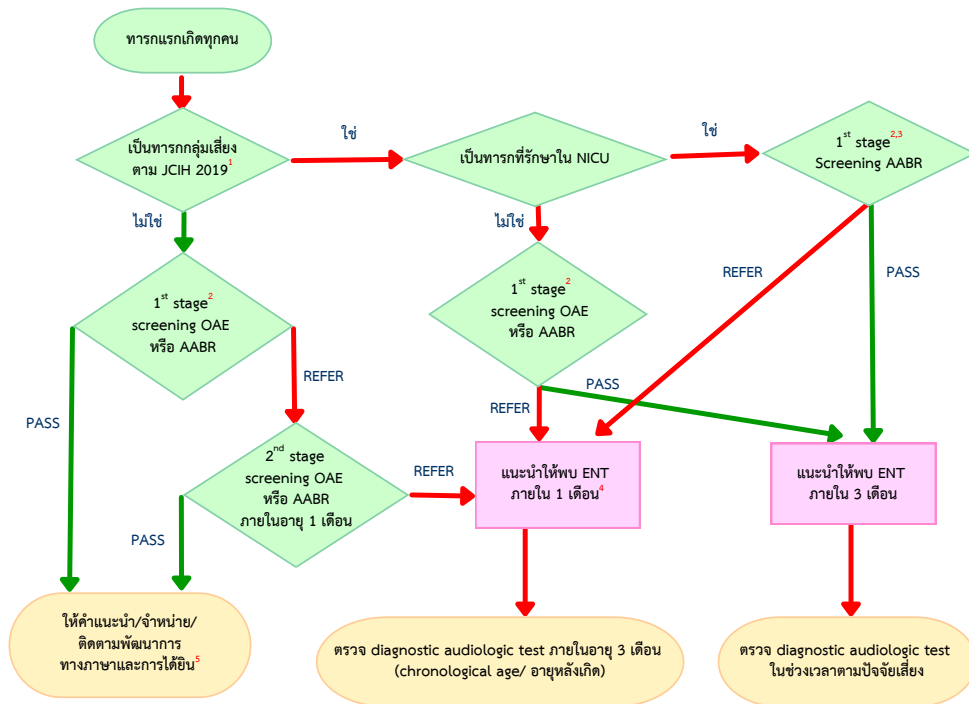 ทารกแรกเกิดทุกคน
เป็นทารกกลุ่มเสี่ยง
ตาม JCIH 2019¹
ใช่
เป็นทารกที่รักษาใน NICU
ใช่
1st stage2,3
Screening AABR
ไม่ใช่
ไม่ใช่
1st stage²
screening OAE
หรือ AABR
1st stage²
screening OAE
หรือ AABR
REFER
PASS
REFER
PASS
PASS
REFER
2nd stage
screening OAE
หรือ AABR
ภายในอายุ 1 เดือน
REFER
PASS
แนะนำให้พบ ENT
ภายใน 1 เดือน⁴
แนะนำให้พบ ENT
ภายใน 3 เดือน
ให้คำแนะนำ/จำหน่าย/
ติดตามพัฒนาการ
ทางภาษาและการได้ยิน⁵
ตรวจ diagnostic audiologic test ภายในอายุ 3 เดือน
(chronological age/ อายุหลังเกิด)
ตรวจ diagnostic audiologic test
ในช่วงเวลาตามปัจจัยเสี่ยง